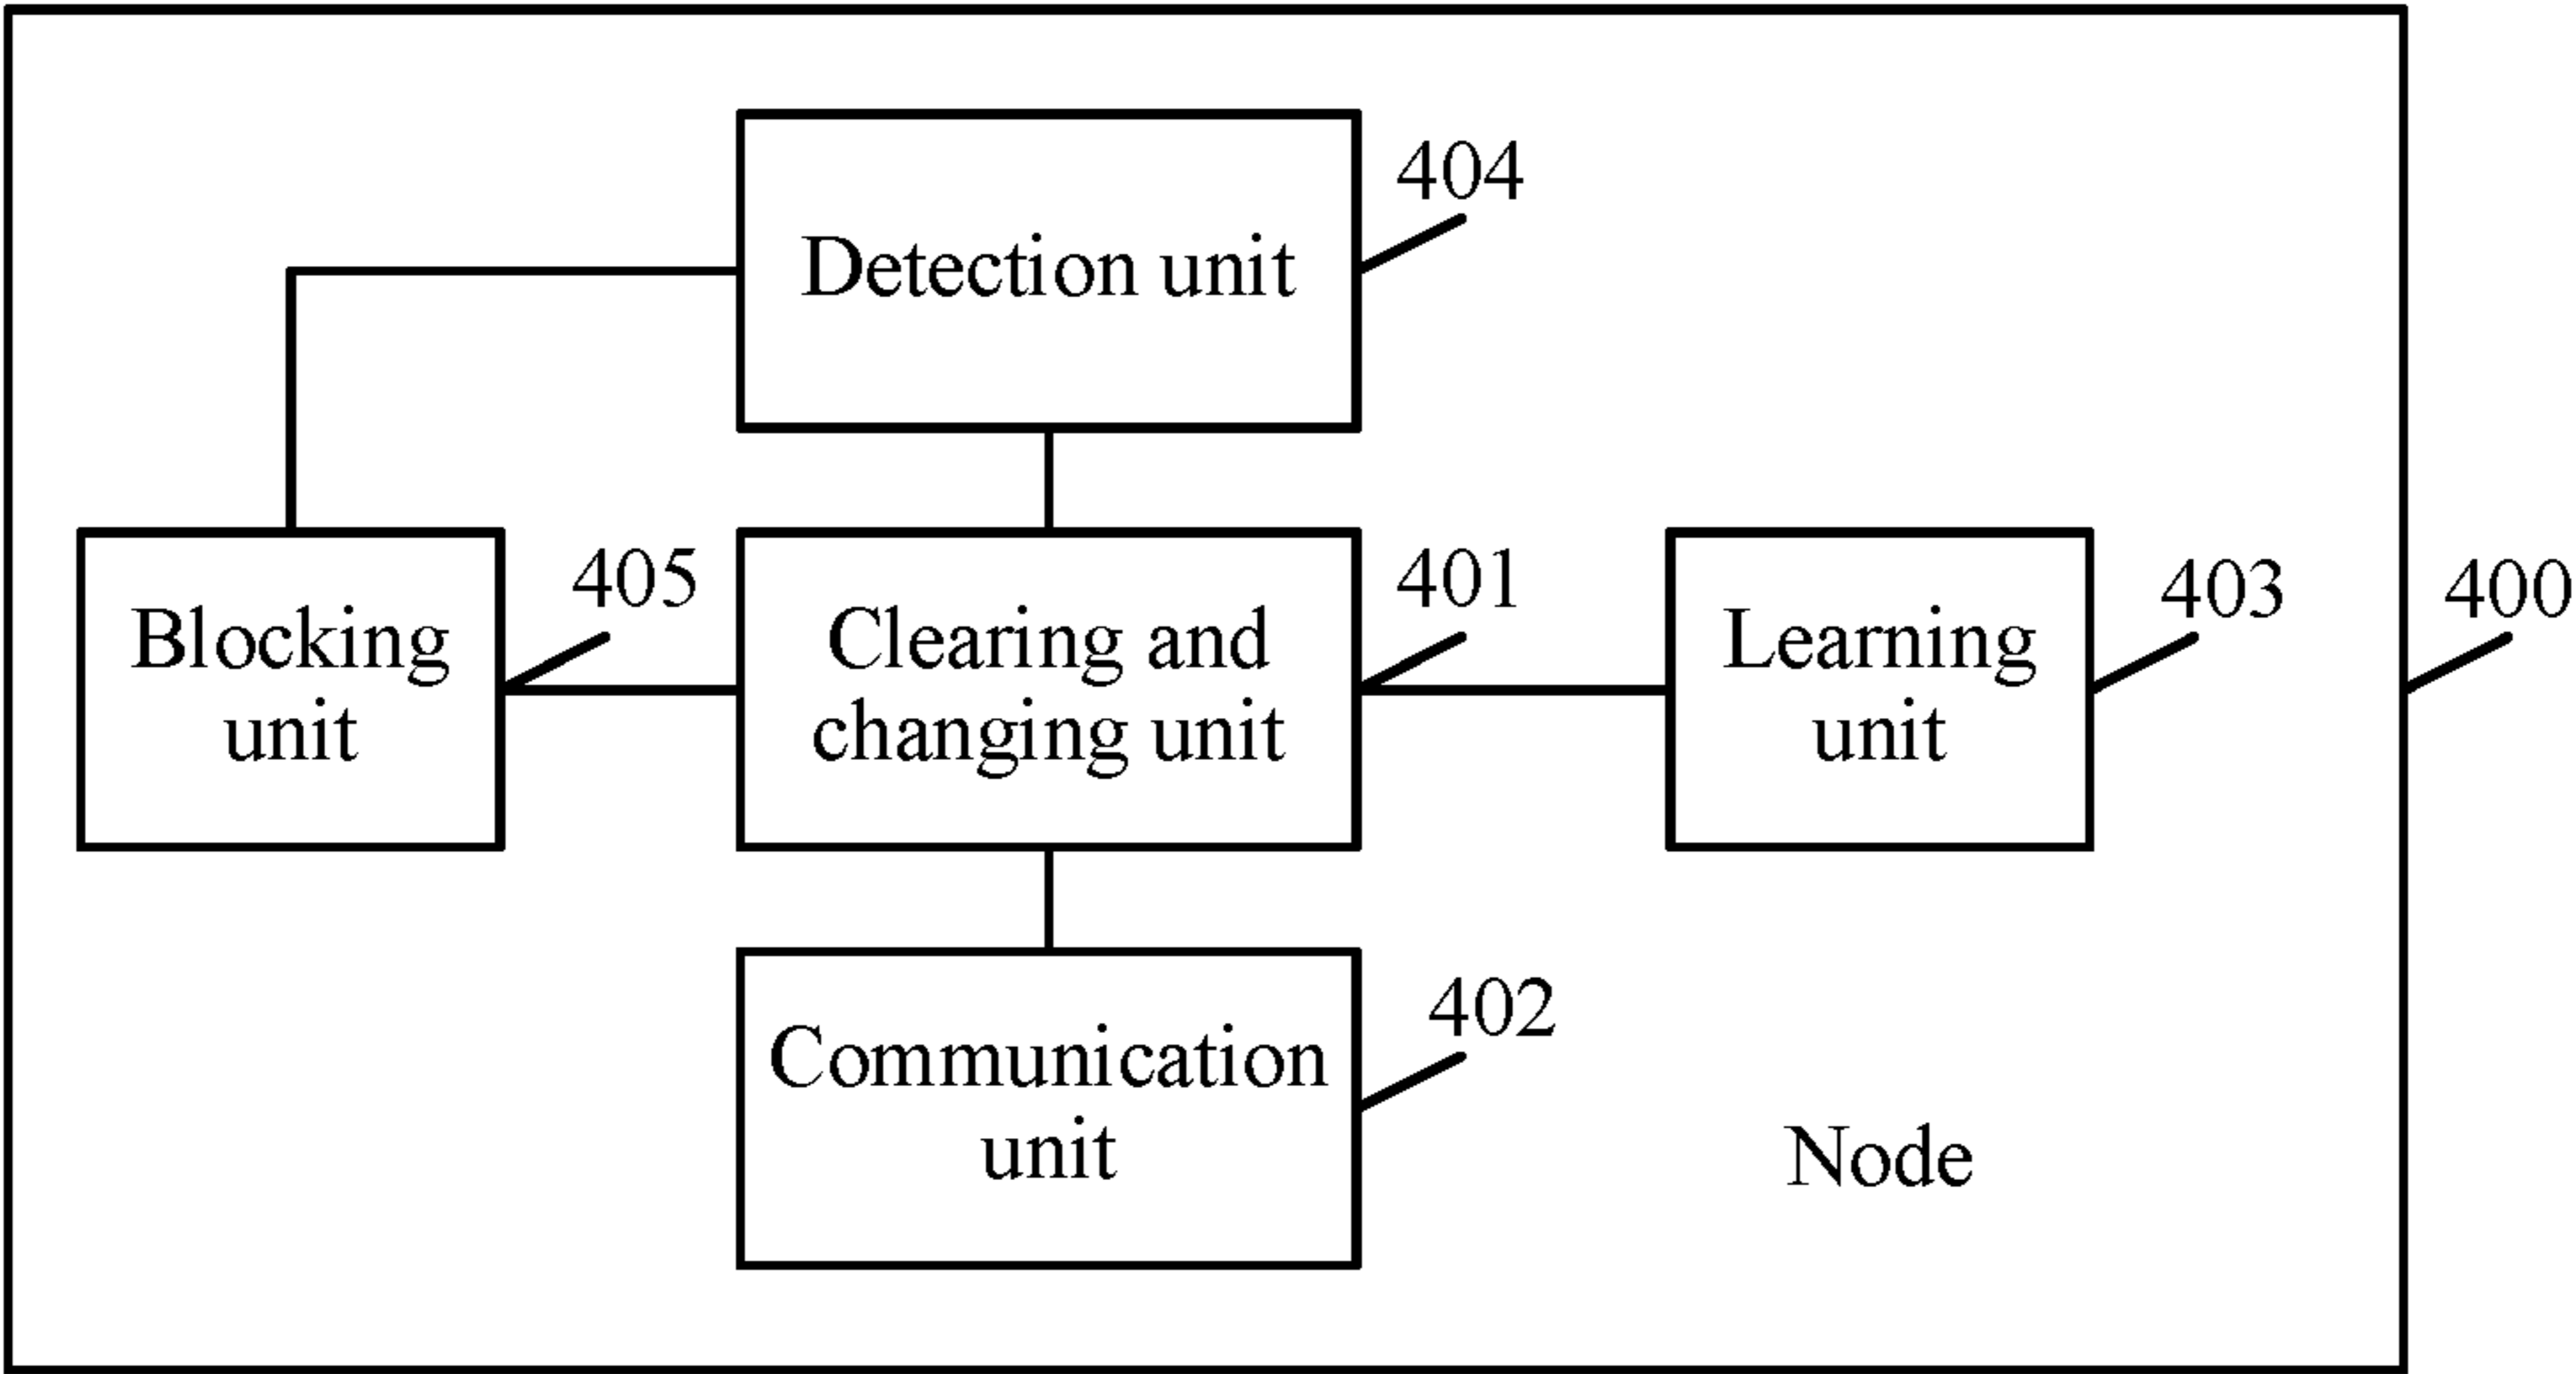 404
Detection unit
405
401
403
400
Blocking
unit
Clearing and
changing unit
Learning
unit
402
Communication
unit
Node